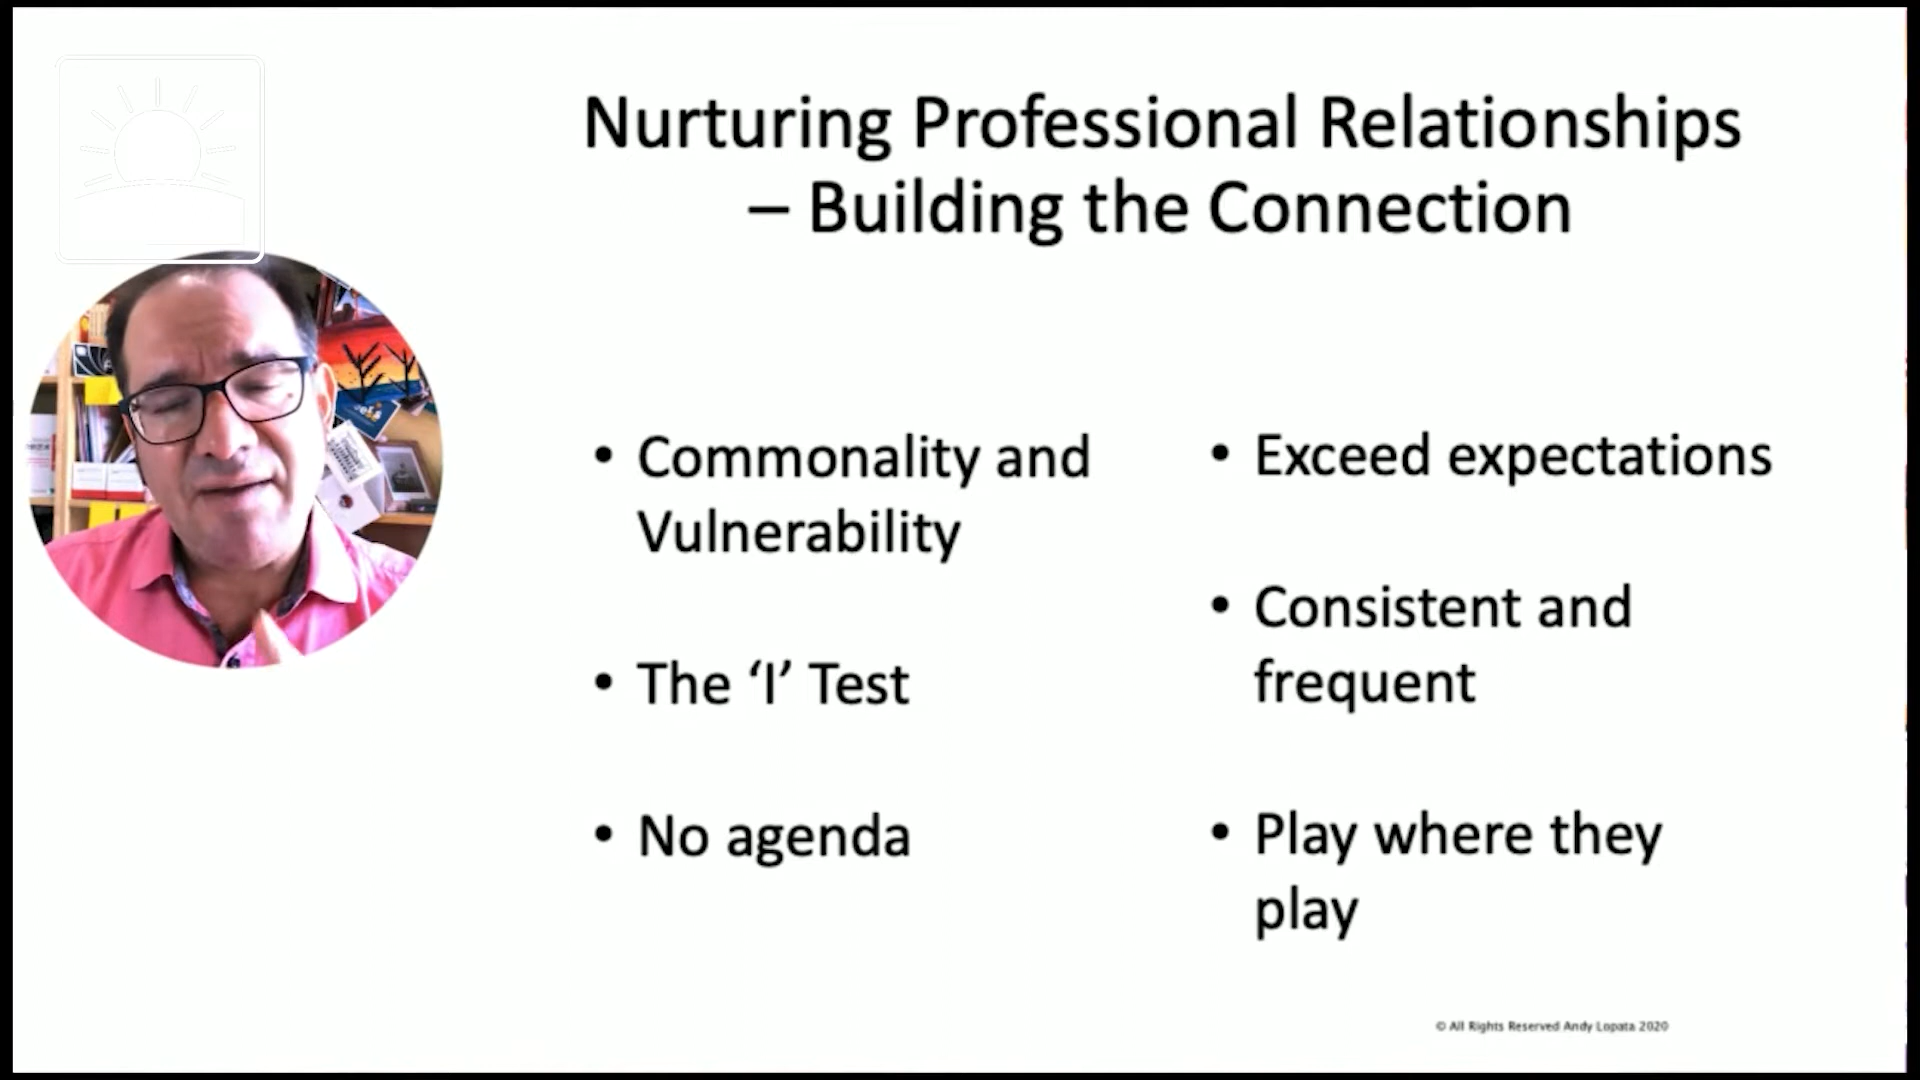 Nurturing Professional Relationships
– Building the Connection
• Commonality and
Vulnerability
• The ‘I’ Test
• No agenda
• Exceed expectations
• Consistent and
frequent
• Play where they
play
© All Rights Reserved Andy Lopata 2020